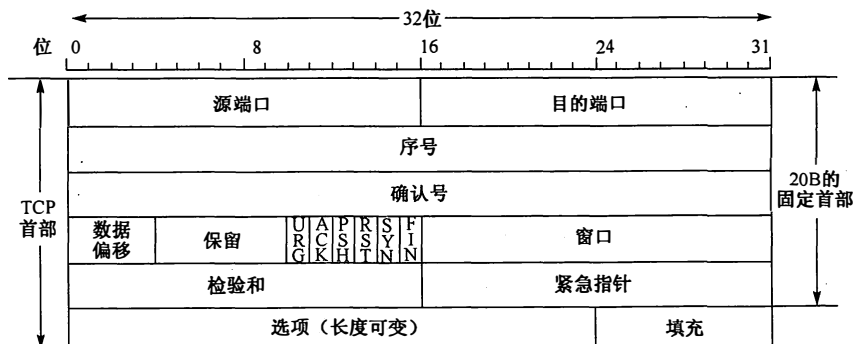 32位
位 0 8 16 24 31
源端口 目的端口
序号
确认号
TCP
首部
20B的
固定首部
数据
偏移
保留
URG
ACK
PSH
RST
SYN
FIN
窗口
检验和 紧急指针
选项（长度可变） 填充